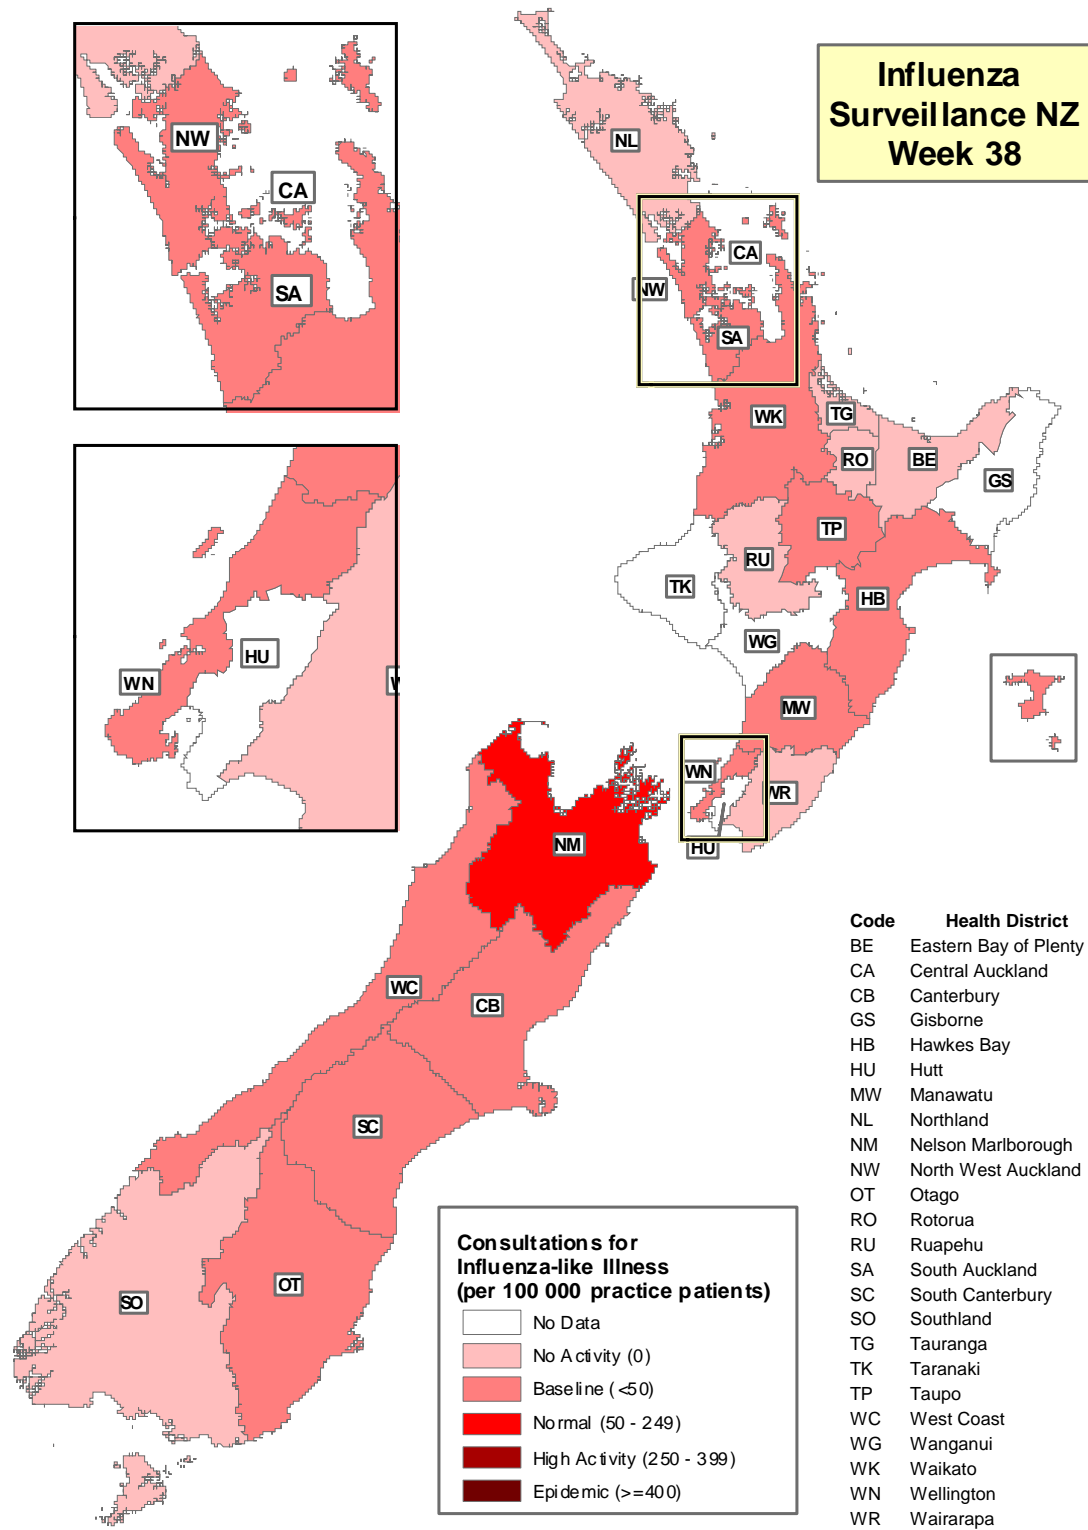 Influenza
Surveillance NZ
Week 38
NW
CA
SA
HU
WN
W
NL
CA
NW
SA
WK
TG
RO
BE
GS
TP
RU
TK
HB
WG
MW
WN
WR
HU
NM
WC
CB
SC
OT
SO
Code Health District
BE Eastern Bay of Plenty
CA Central Auckland
CB Canterbury
GS Gisborne
HB Hawkes Bay
HU Hutt
MW Manawatu
NL Northland
NM Nelson Marlborough
NW North West Auckland
OT Otago
RO Rotorua
RU Ruapehu
SA South Auckland
SC South Canterbury
SO Southland
TG Tauranga
TK Taranaki
TP Taupo
WC West Coast
WG Wanganui
WK Waikato
WN Wellington
WR Wairarapa
Consultations for
Influenza-like Illness
(per 100 000 practice patients)
No Data
No Activity (0)
Baseline (<50)
Normal (50 - 249)
High Activity (250 - 399)
Epidemic (>=400)